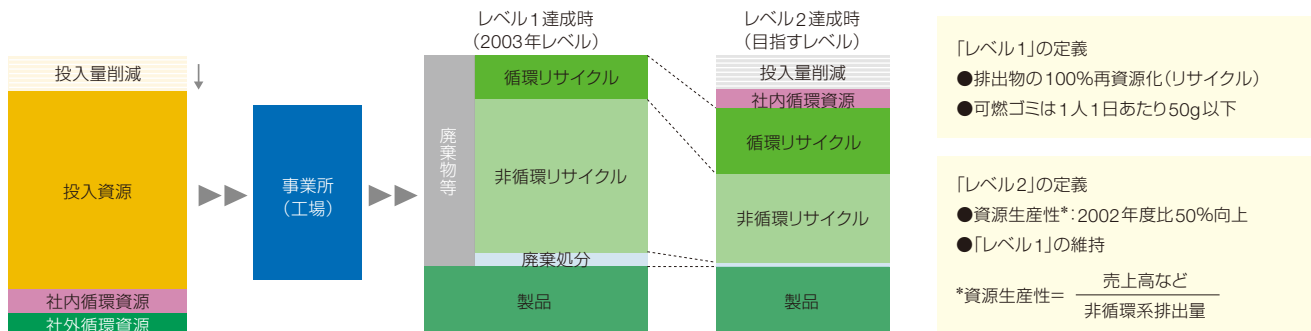 投入量削減
投入資源
社内循環資源
社外循環資源
事業所
（工場）
レベル1達成時
（2003年レベル）
廃棄物等
循環リサイクル
非循環リサイクル
廃棄処分
製品
レベル2達成時
（目指すレベル）
投入量削減
社内循環資源
循環リサイクル
非循環リサイクル
製品
「レベル1」の定義
●排出物の100%再資源化（リサイクル）
●可燃ゴミは1人1日あたり50g以下
「レベル2」の定義
●資源生産性*：2002年度比50%向上
●「レベル1」の維持
*資源生産性＝
売上高など
非循環系排出量